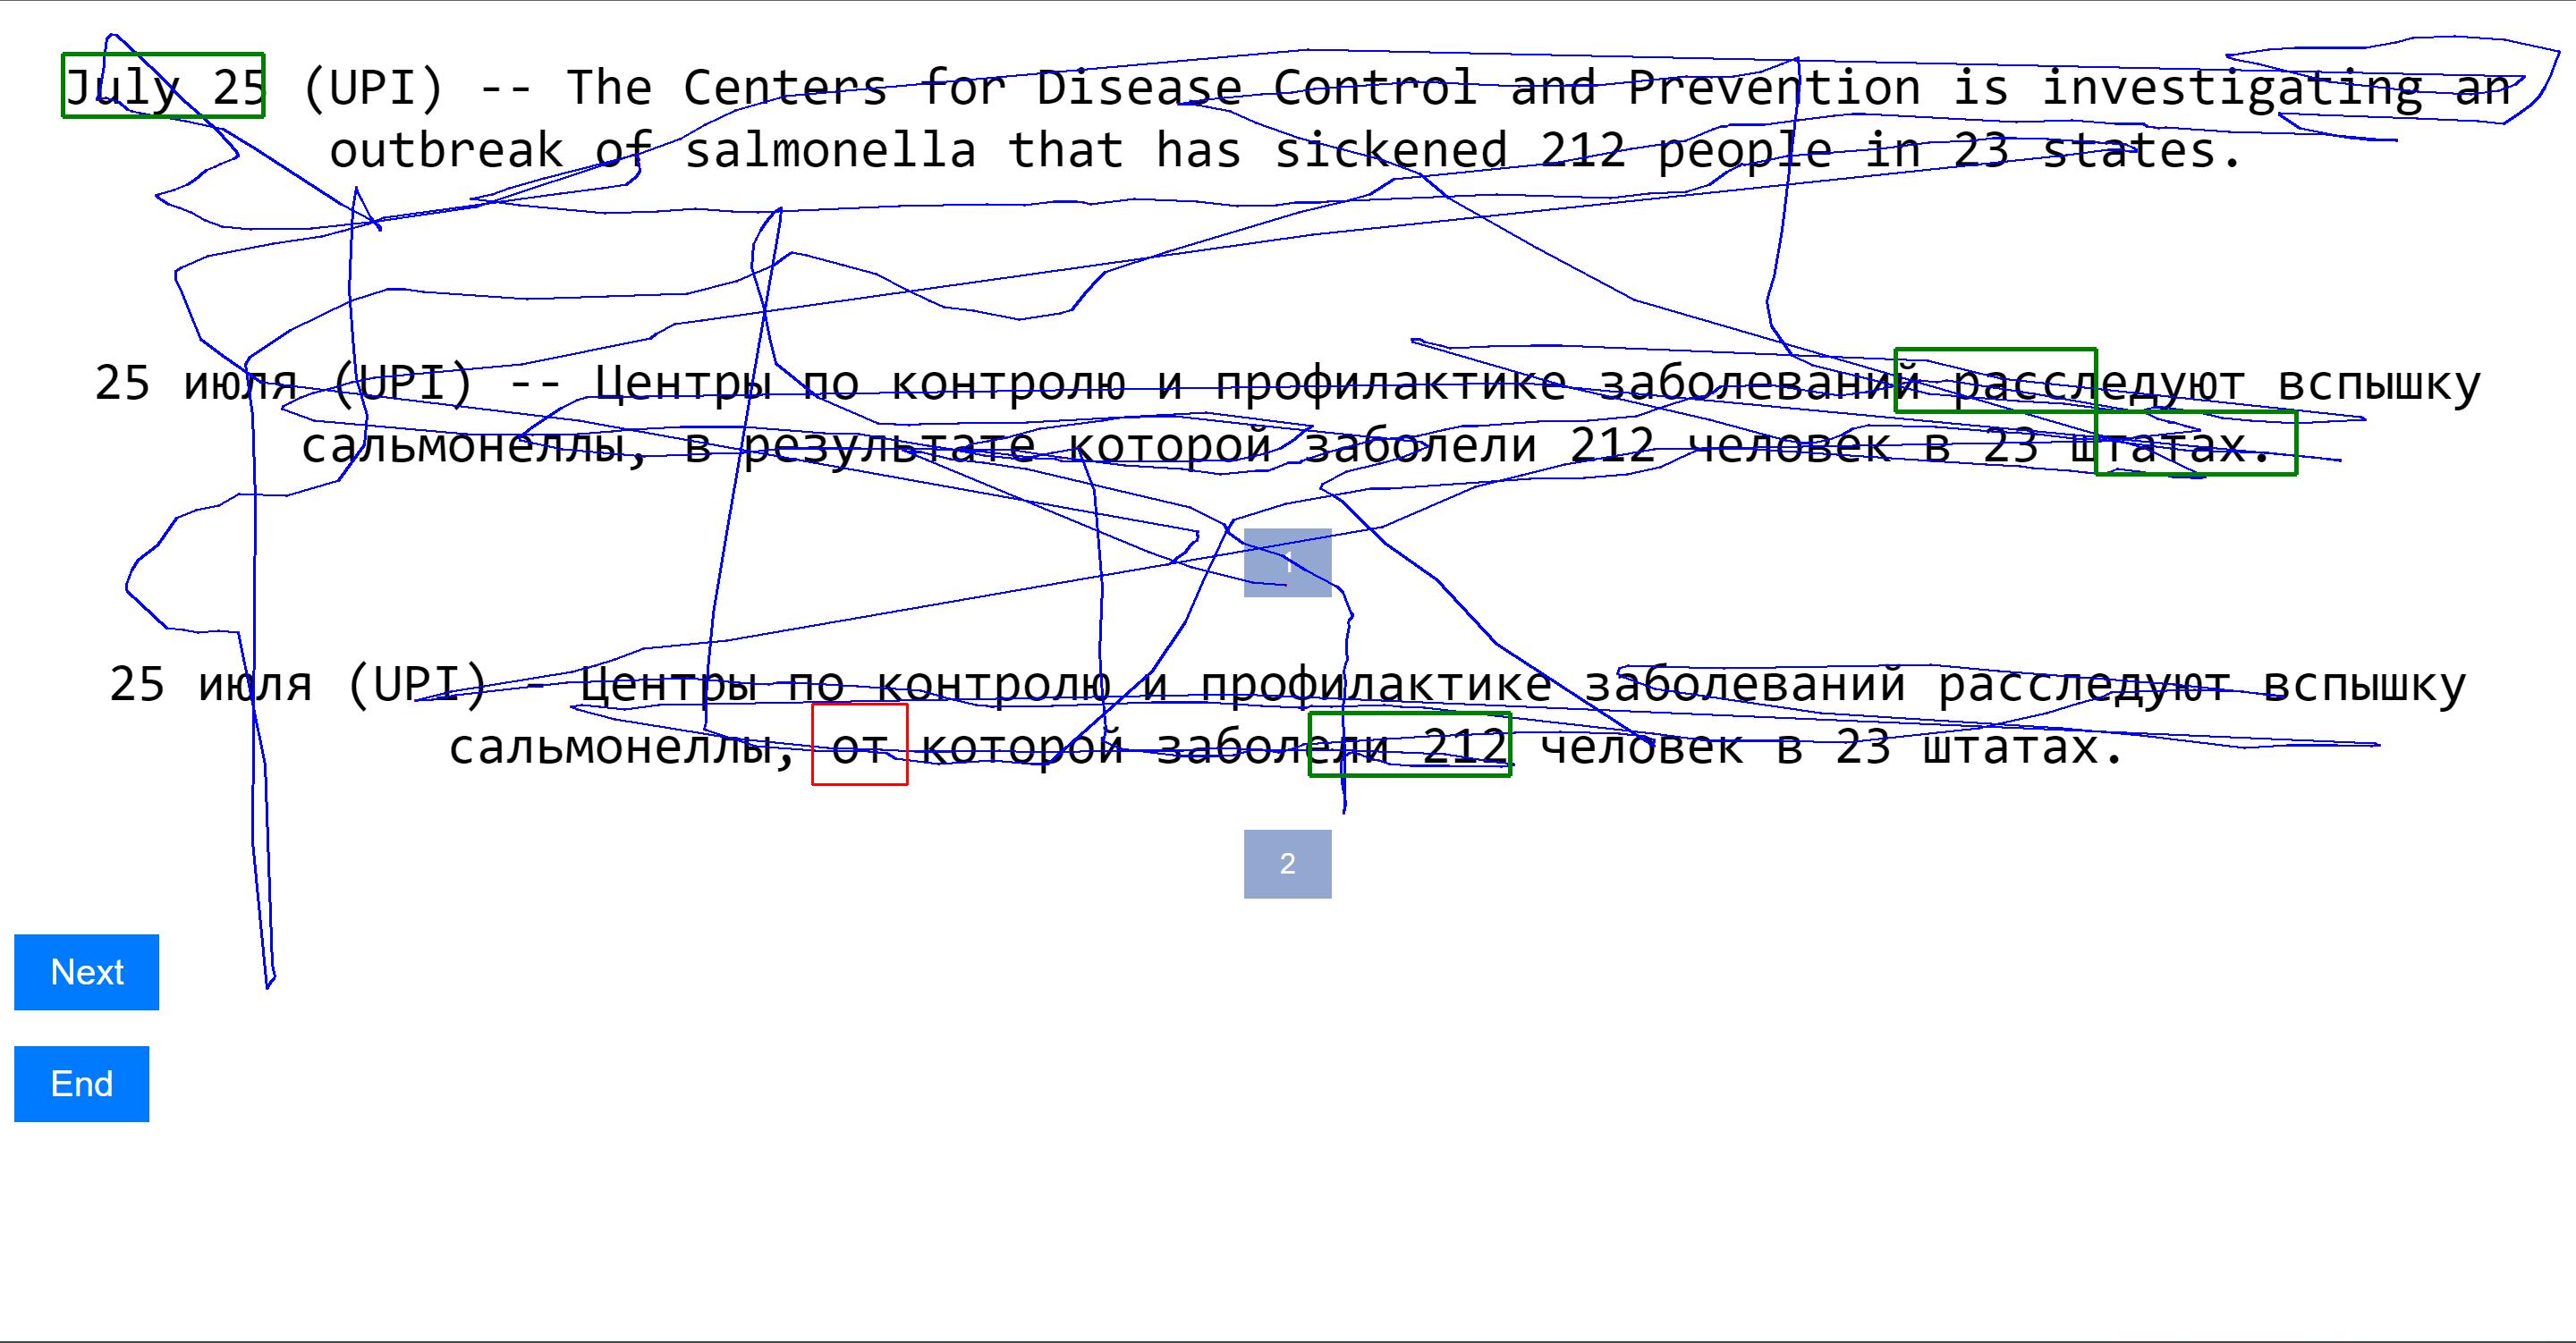 July 25 (UPI) -- The Centers for Disease Control and Prevention is investigating an
outbreak of salmonella that has sickened 212 people in 23 states.
25 июля (UPI) -- Центры по контролю и профилактике заболеваний расследуют вспышку
сальмонеллы, в результате которой заболели 212 человек в 23 штатах.
1
25 июля (UPI) - Центры по контролю и профилактике заболеваний расследуют вспышку
сальмонеллы, от которой заболели 212 человек в 23 штатах.
2
Next
End